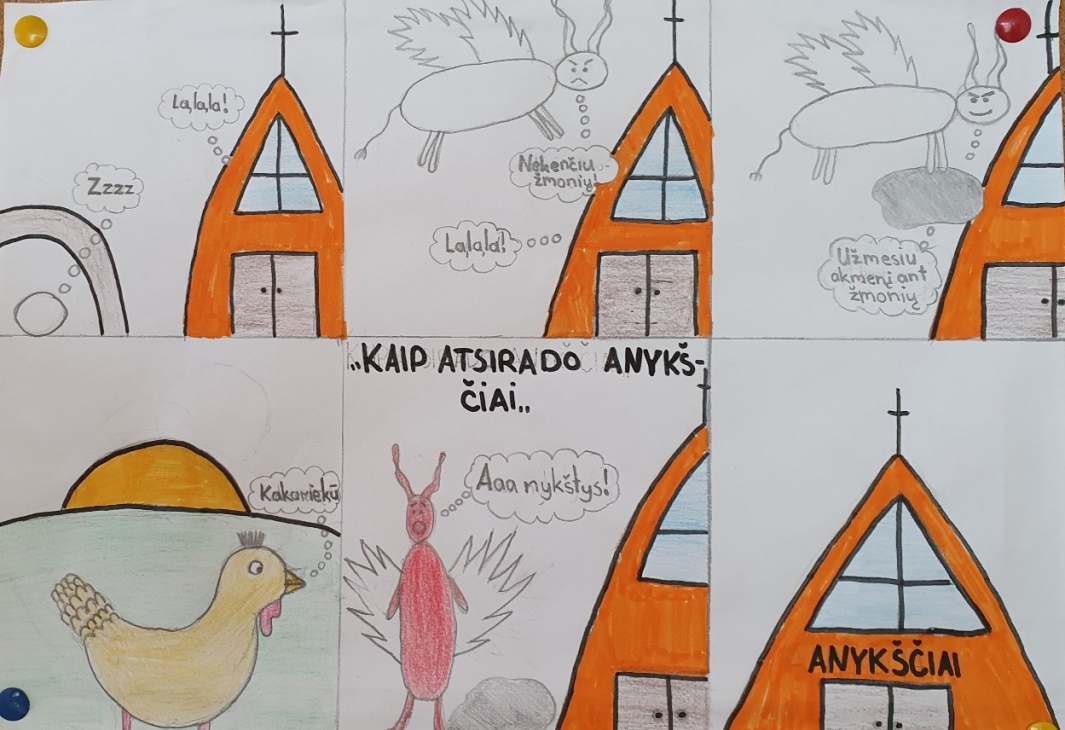 La,la,la!
Zzzz
Nekenčiu
žmonių!
La,la,la!
Užmesiu
akmenį ant
žmonių
Kakariekū
„KAIP ATSIRADO ANYKŠ-
ČIAI„
Aaa nykštys!
ANYKŠČIAI